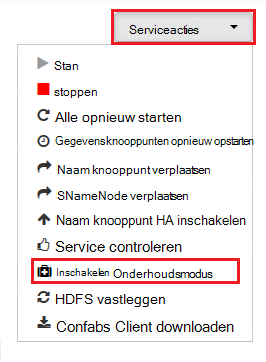 Serviceacties
Stan
stoppen
Alle opnieuw starten
Gegevensknooppunten opnieuw opstarten
Naam knooppunt verplaatsen
SNameNode verplaatsen
Naam knooppunt HA inschakelen
Service controleren
Inschakelen Onderhoudsmodus
HDFS vastleggen
Confabs Client downloaden